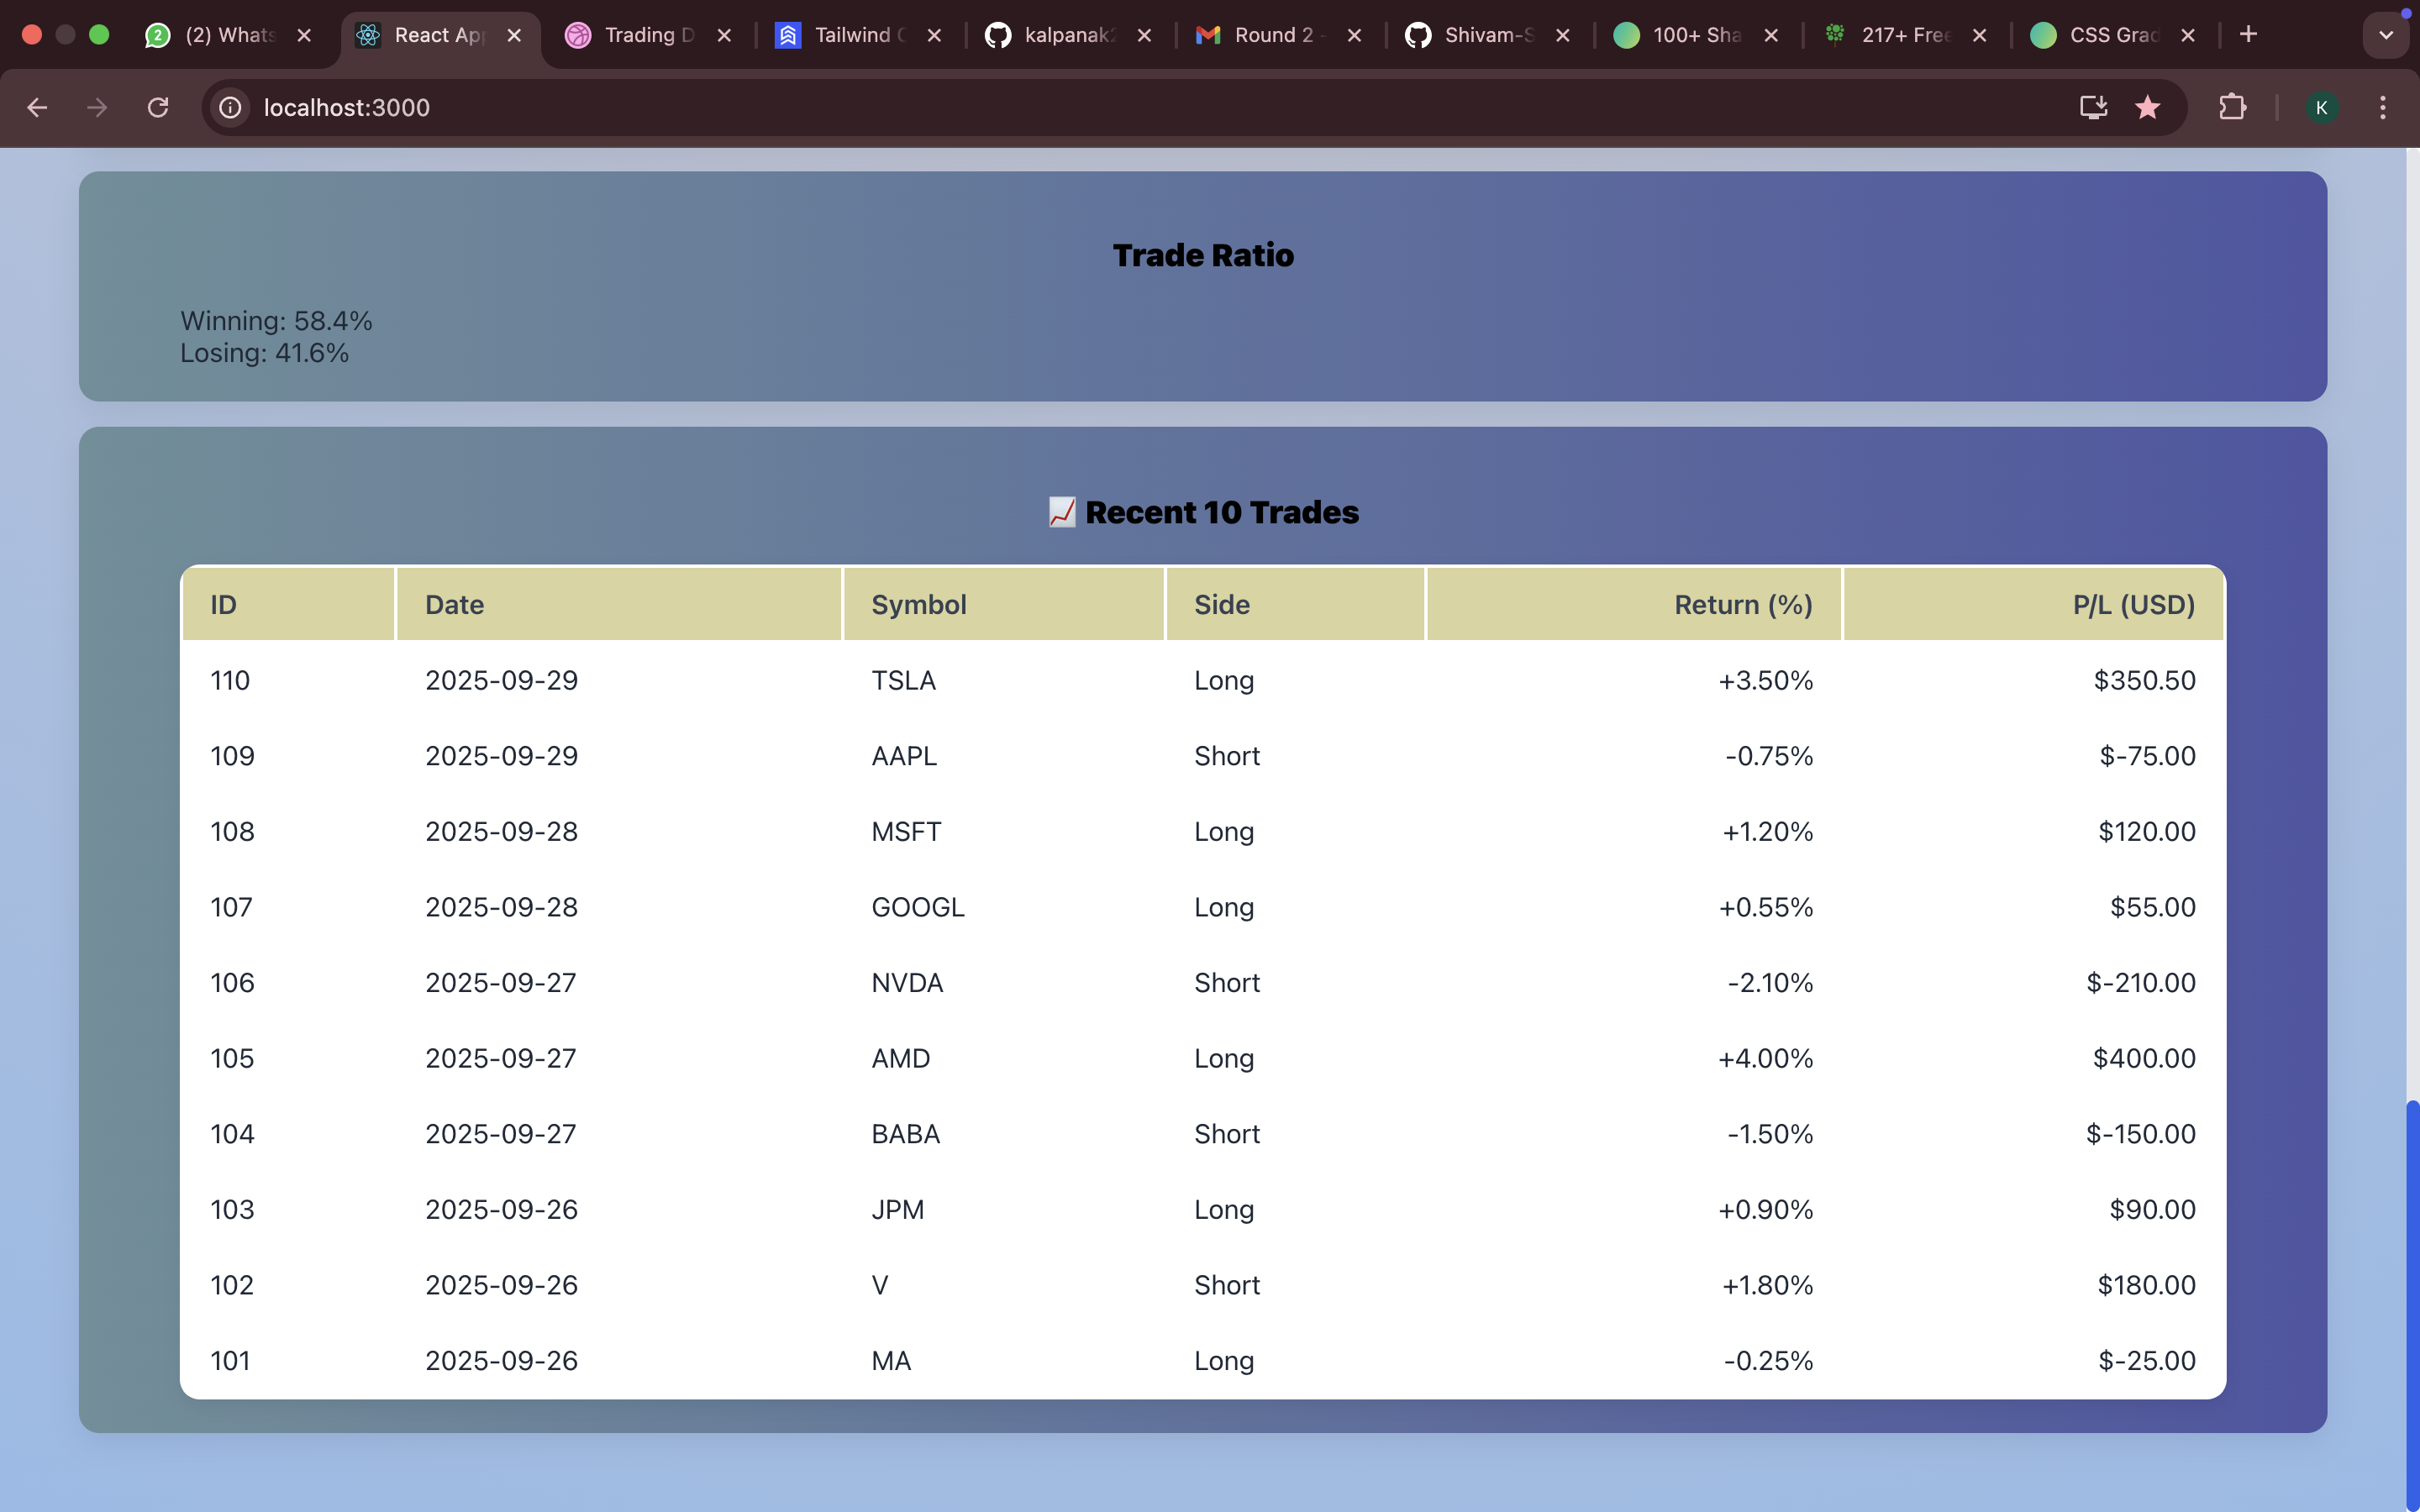 (2) Whats
React App
Trading D
Tailwind C
kalpanak2
Round 2 -
Shivam-S
100+ Sha
217+ Free
CSS Grad
localhost:3000
K
Trade Ratio
Winning: 58.4%
Losing: 41.6%
📈 Recent 10 Trades
ID Date Symbol Side Return (%) P/L (USD)
110 2025-09-29 TSLA Long +3.50% $350.50
109 2025-09-29 AAPL Short -0.75% $-75.00
108 2025-09-28 MSFT Long +1.20% $120.00
107 2025-09-28 GOOGL Long +0.55% $55.00
106 2025-09-27 NVDA Short -2.10% $-210.00
105 2025-09-27 AMD Long +4.00% $400.00
104 2025-09-27 BABA Short -1.50% $-150.00
103 2025-09-26 JPM Long +0.90% $90.00
102 2025-09-26 V Short +1.80% $180.00
101 2025-09-26 MA Long -0.25% $-25.00